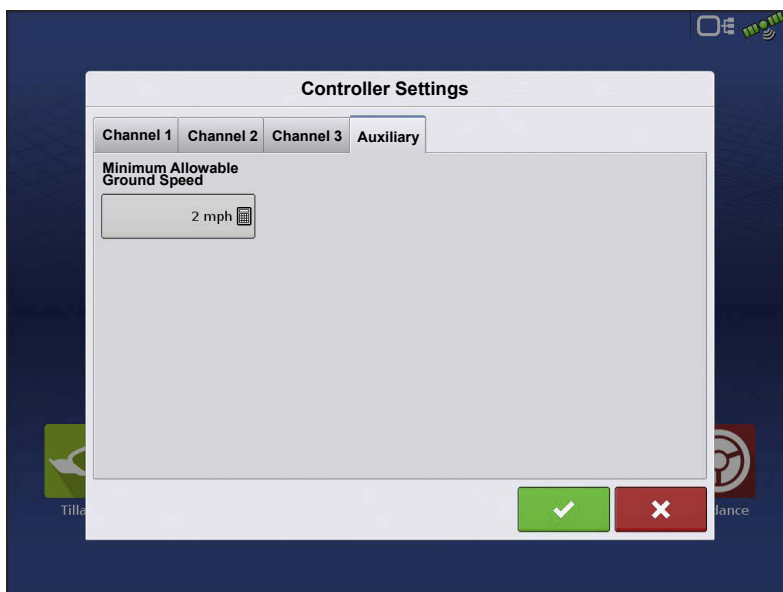 Controller Settings
Channel 1 Channel 2 Channel 3 Auxiliary
Minimum Allowable
Ground Speed
2 mph
Tilla
dance